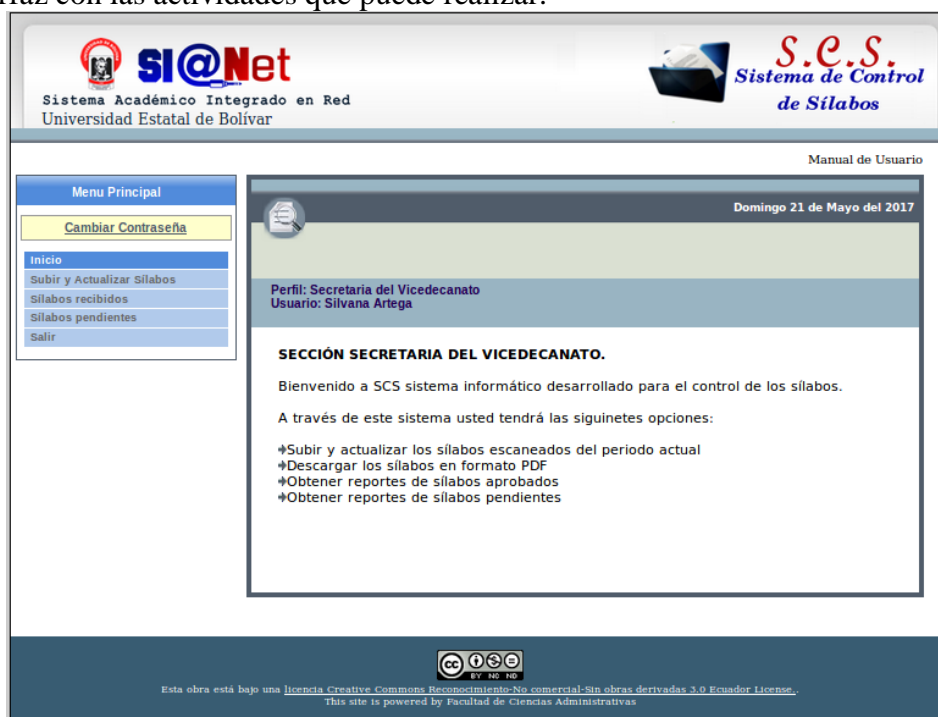 rfaz con las actividades que puede realizar.
SI@Net
Sistema Académico Integrado en Red
Universidad Estatal de Bolívar
S.C.S.
Sistema de Control
de Sílabos
Manual de Usuario
Menu Principal
Cambiar Contraseña
Inicio
Subir y Actualizar Sílabos
Sílabos recibidos
Sílabos pendientes
Salir
Domingo 21 de Mayo del 2017
Perfil: Secretaria del Vicedecanato
Usuario: Silvana Artega
SECCIÓN SECRETARIA DEL VICEDECANATO.
Bienvenido a SCS sistema informático desarrollado para el control de los sílabos.
A través de este sistema usted tendrá las siguinetes opciones:
Subir y actualizar los sílabos escaneados del periodo actual
Descargar los sílabos en formato PDF
Obtener reportes de sílabos aprobados
Obtener reportes de sílabos pendientes
cc
BY NC ND
Esta obra está bajo una licencia Creative Commons Reconocimiento-No comercial-Sin obras derivadas 3.0 Ecuador License..
This site is powered by Facultad de Ciencias Administrativas